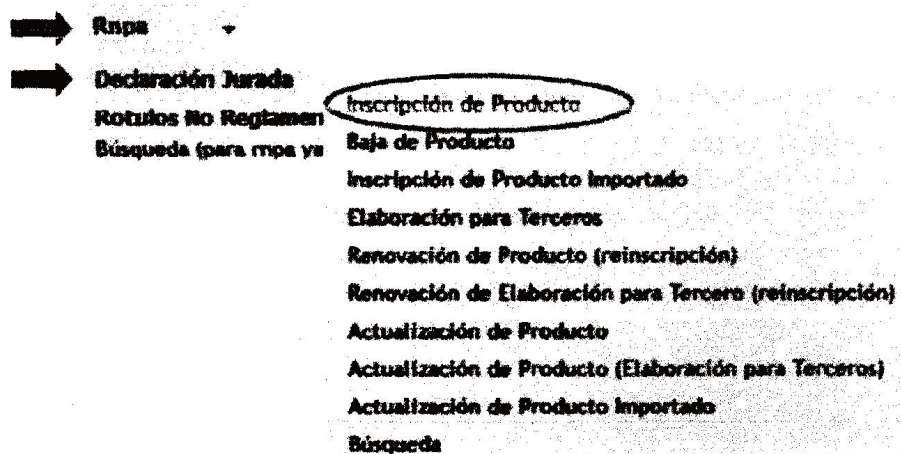 Rnpa
Declaración Jurada
Rotulos No Reglamen
Búsqueda (para rnpa ya
Inscripción de Producto
Baja de Producto
Inscripción de Producto Importado
Elaboración para Terceros
Renovación de Producto (reinscripción)
Renovación de Elaboración para Tercero (reinscripción)
Actualización de Producto
Actualización de Producto (Elaboración para Terceros)
Actualización de Producto Importado
Búsqueda